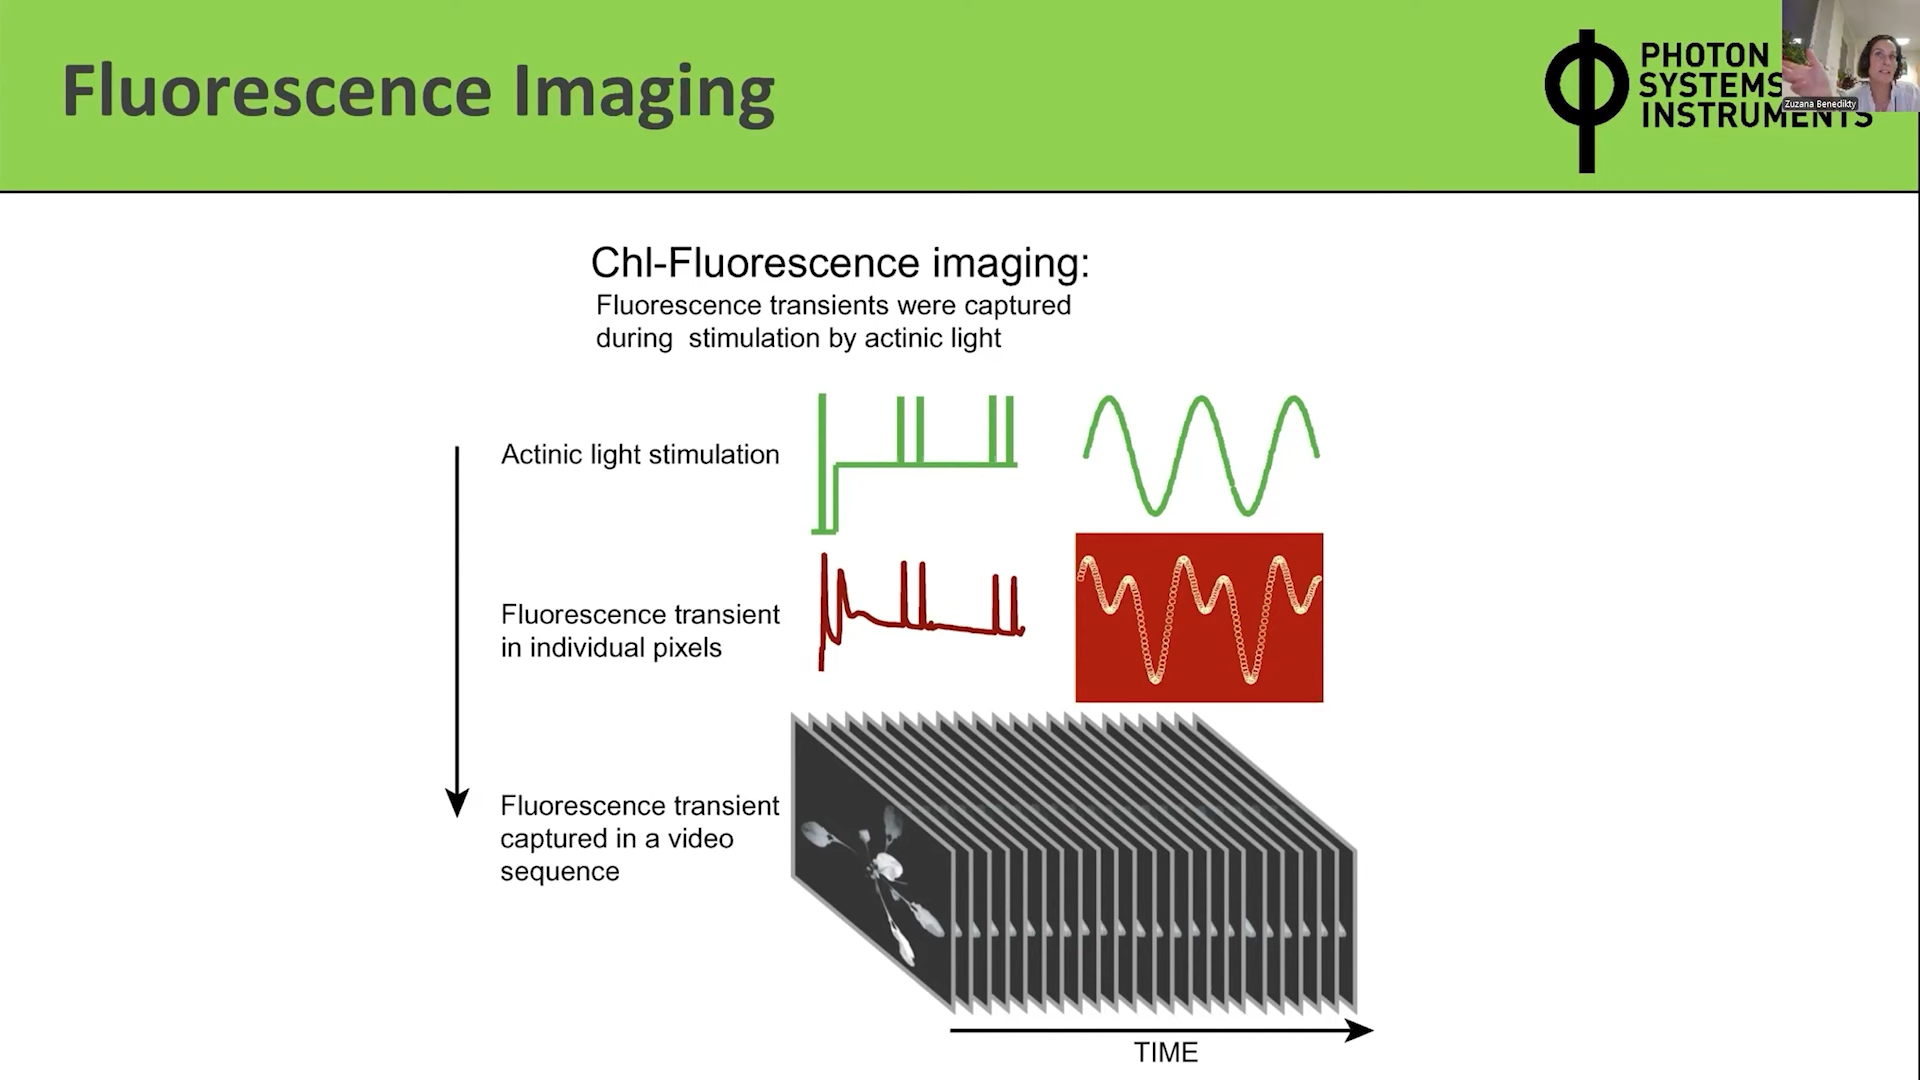 Fluorescence Imaging
PHOTON
SYSTEMS
INSTRUMENTS
Zuzana Benedikty
Chl-Fluorescence imaging:
Fluorescence transients were captured
during stimulation by actinic light
Actinic light stimulation
Fluorescence transient
in individual pixels
Fluorescence transient
captured in a video
sequence
TIME